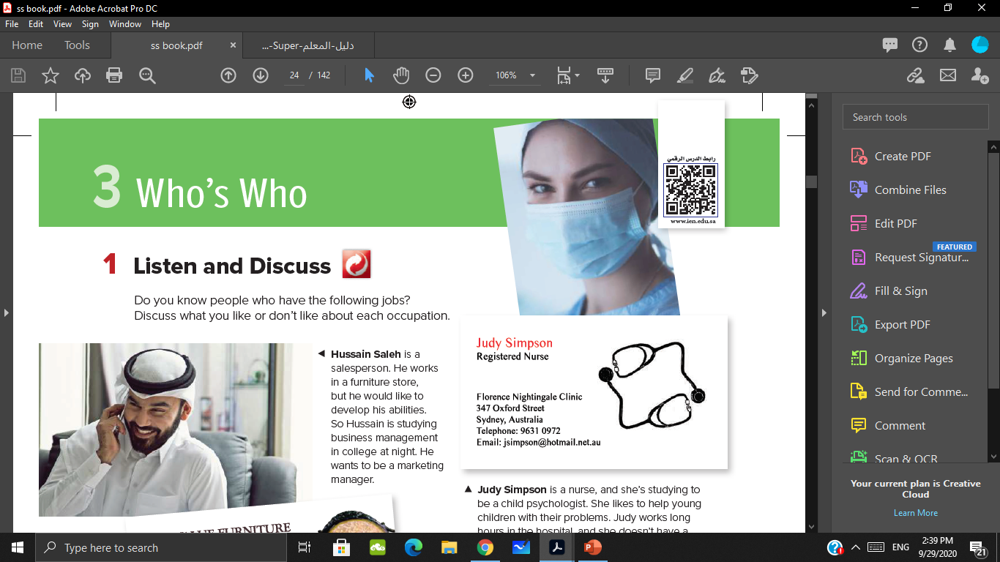 ss book.pdf - Adobe Acrobat Pro DC
File Edit View Sign Window Help
Home Tools ss book.pdf × ...-Super-دليل-المعلم
24 / 142 106%
رابط الدرس الرقمي
www.ien.edu.sa
3 Who's Who
1 Listen and Discuss
Do you know people who have the following jobs?
Discuss what you like or don't like about each occupation.
Hussain Saleh is a
salesperson. He works
in a furniture store,
but he would like to
develop his abilities.
So Hussain is studying
business management
in college at night. He
wants to be a marketing
manager.
Judy Simpson
Registered Nurse
Florence Nightingale Clinic
347 Oxford Street
Sydney, Australia
Telephone: 9631 0972
Email: jsimpson@hotmail.net.au
Judy Simpson is a nurse, and she's studying to
be a child psychologist. She likes to help young
children with their problems. Judy works long
hours in the hospital, and she doesn't have a
FURNITURE
Search tools
Create PDF
Combine Files
Edit PDF
FEATURED
Request Signatur...
Fill & Sign
Export PDF
Organize Pages
Send for Comme...
Comment
Scan & OCR
Your current plan is Creative
Cloud
Learn More
Type here to search
ENG
2:39 PM
9/29/2020
21